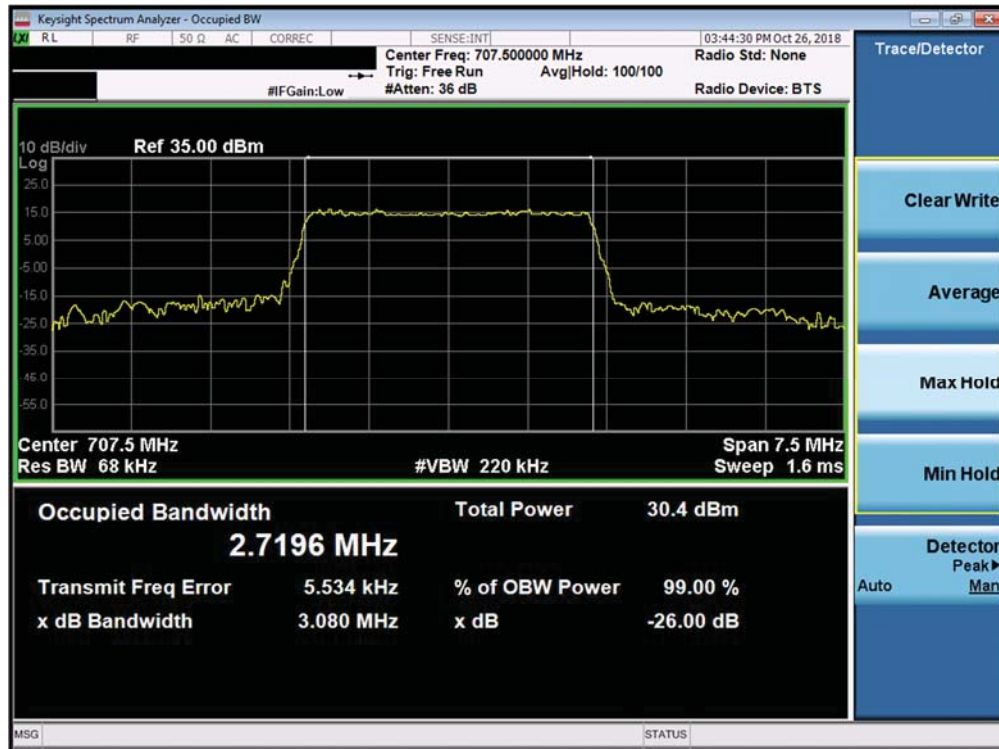 Keysight Spectrum Analyzer - Occupied BW
LXI RL RF 50 Ω AC CORREC SENSE:INT 03:44:30 PM Oct 26, 2018
Center Freq: 707.500000 MHz Radio Std: None
Trig: Free Run Avg|Hold: 100/100
#IFGain:Low #Atten: 36 dB Radio Device: BTS
Trace/Detector
10 dB/div Ref 35.00 dBm
Log
25.0
15.0
5.00
-5.00
-15.0
-25.0
-35.0
-45.0
-55.0
Center 707.5 MHz Span 7.5 MHz
Res BW 68 kHz #VBW 220 kHz Sweep 1.6 ms
Occupied Bandwidth Total Power 30.4 dBm
2.7196 MHz
Transmit Freq Error 5.534 kHz % of OBW Power 99.00 %
x dB Bandwidth 3.080 MHz x dB -26.00 dB
Clear Write
Average
Max Hold
Min Hold
Detector
Peak▶
Auto Man
MSG STATUS